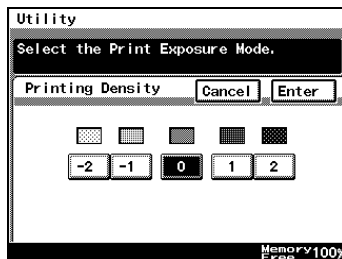 Utility
Select the Print Exposure Mode.
Printing Density Cancel Enter
-2 -1 0 1 2
Memory 100%
Free